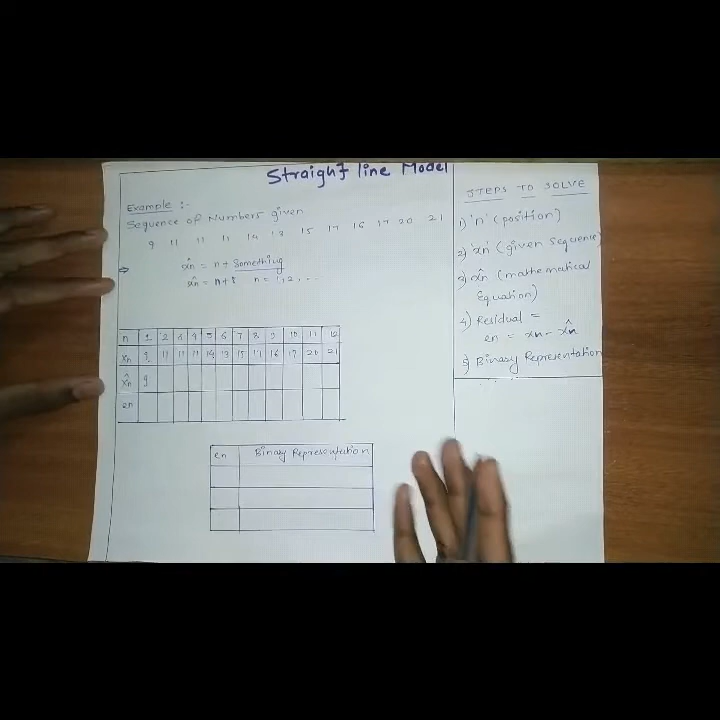 Straight line Model
Example :-
Sequence of Numbers given
9 11 11 11 14 13 15 17 16 17 20 21
⇒ x̂n = n + Something
x̂n = n+8 n = 1, 2, ...
n 1 2 3 4 5 6 7 8 9 10 11 12
xn 9 11 11 11 14 13 15 17 16 17 20 21
x̂n 9
en
en Binary Representation
STEPS TO SOLVE
1) 'n' (position)
2) 'xn' (given Sequence)
3) x̂n (mathematical
Equation)
4) Residual =
en = xn - x̂n
5) Binary Representation